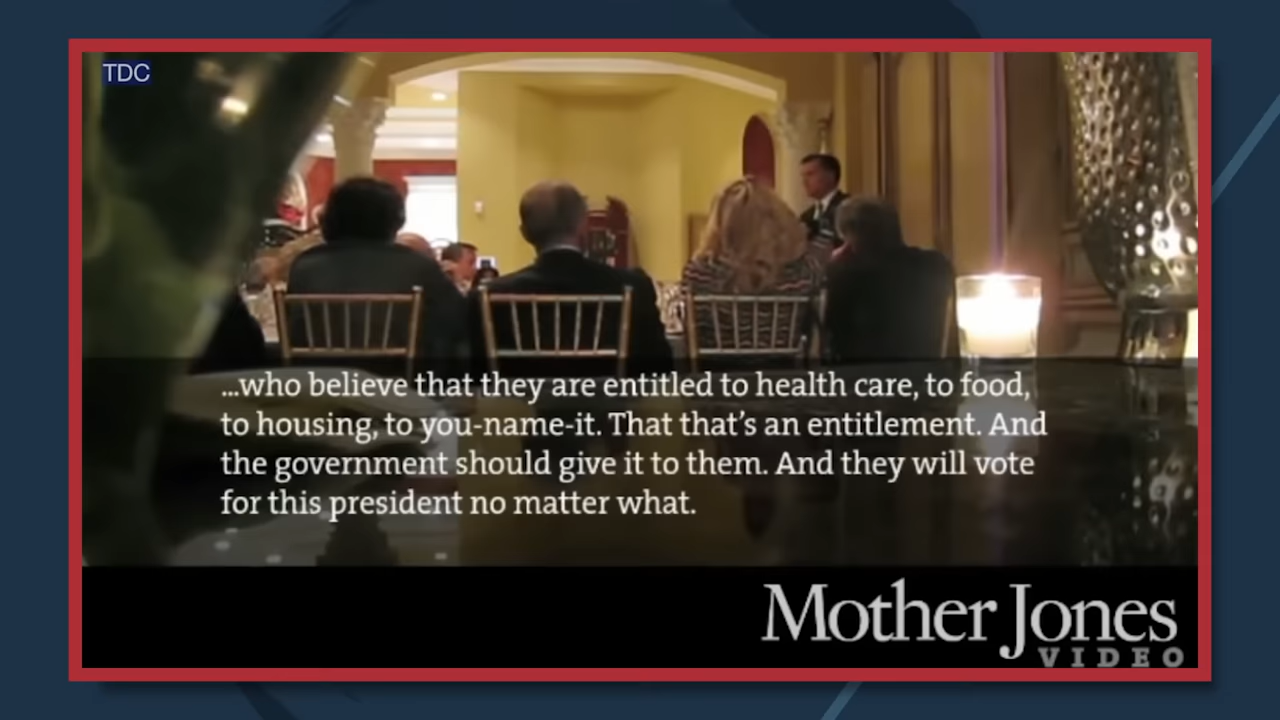 TDC
...who believe that they are entitled to health care, to food,
to housing, to you-name-it. That that’s an entitlement. And
the government should give it to them. And they will vote
for this president no matter what.
Mother Jones
VIDEO